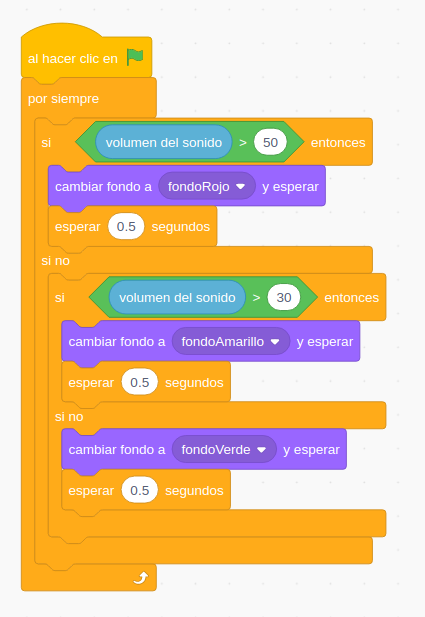 al hacer clic en
por siempre
si volumen del sonido > 50 entonces
cambiar fondo a fondoRojo y esperar
esperar 0.5 segundos
si no
si volumen del sonido > 30 entonces
cambiar fondo a fondoAmarillo y esperar
esperar 0.5 segundos
si no
cambiar fondo a fondoVerde y esperar
esperar 0.5 segundos